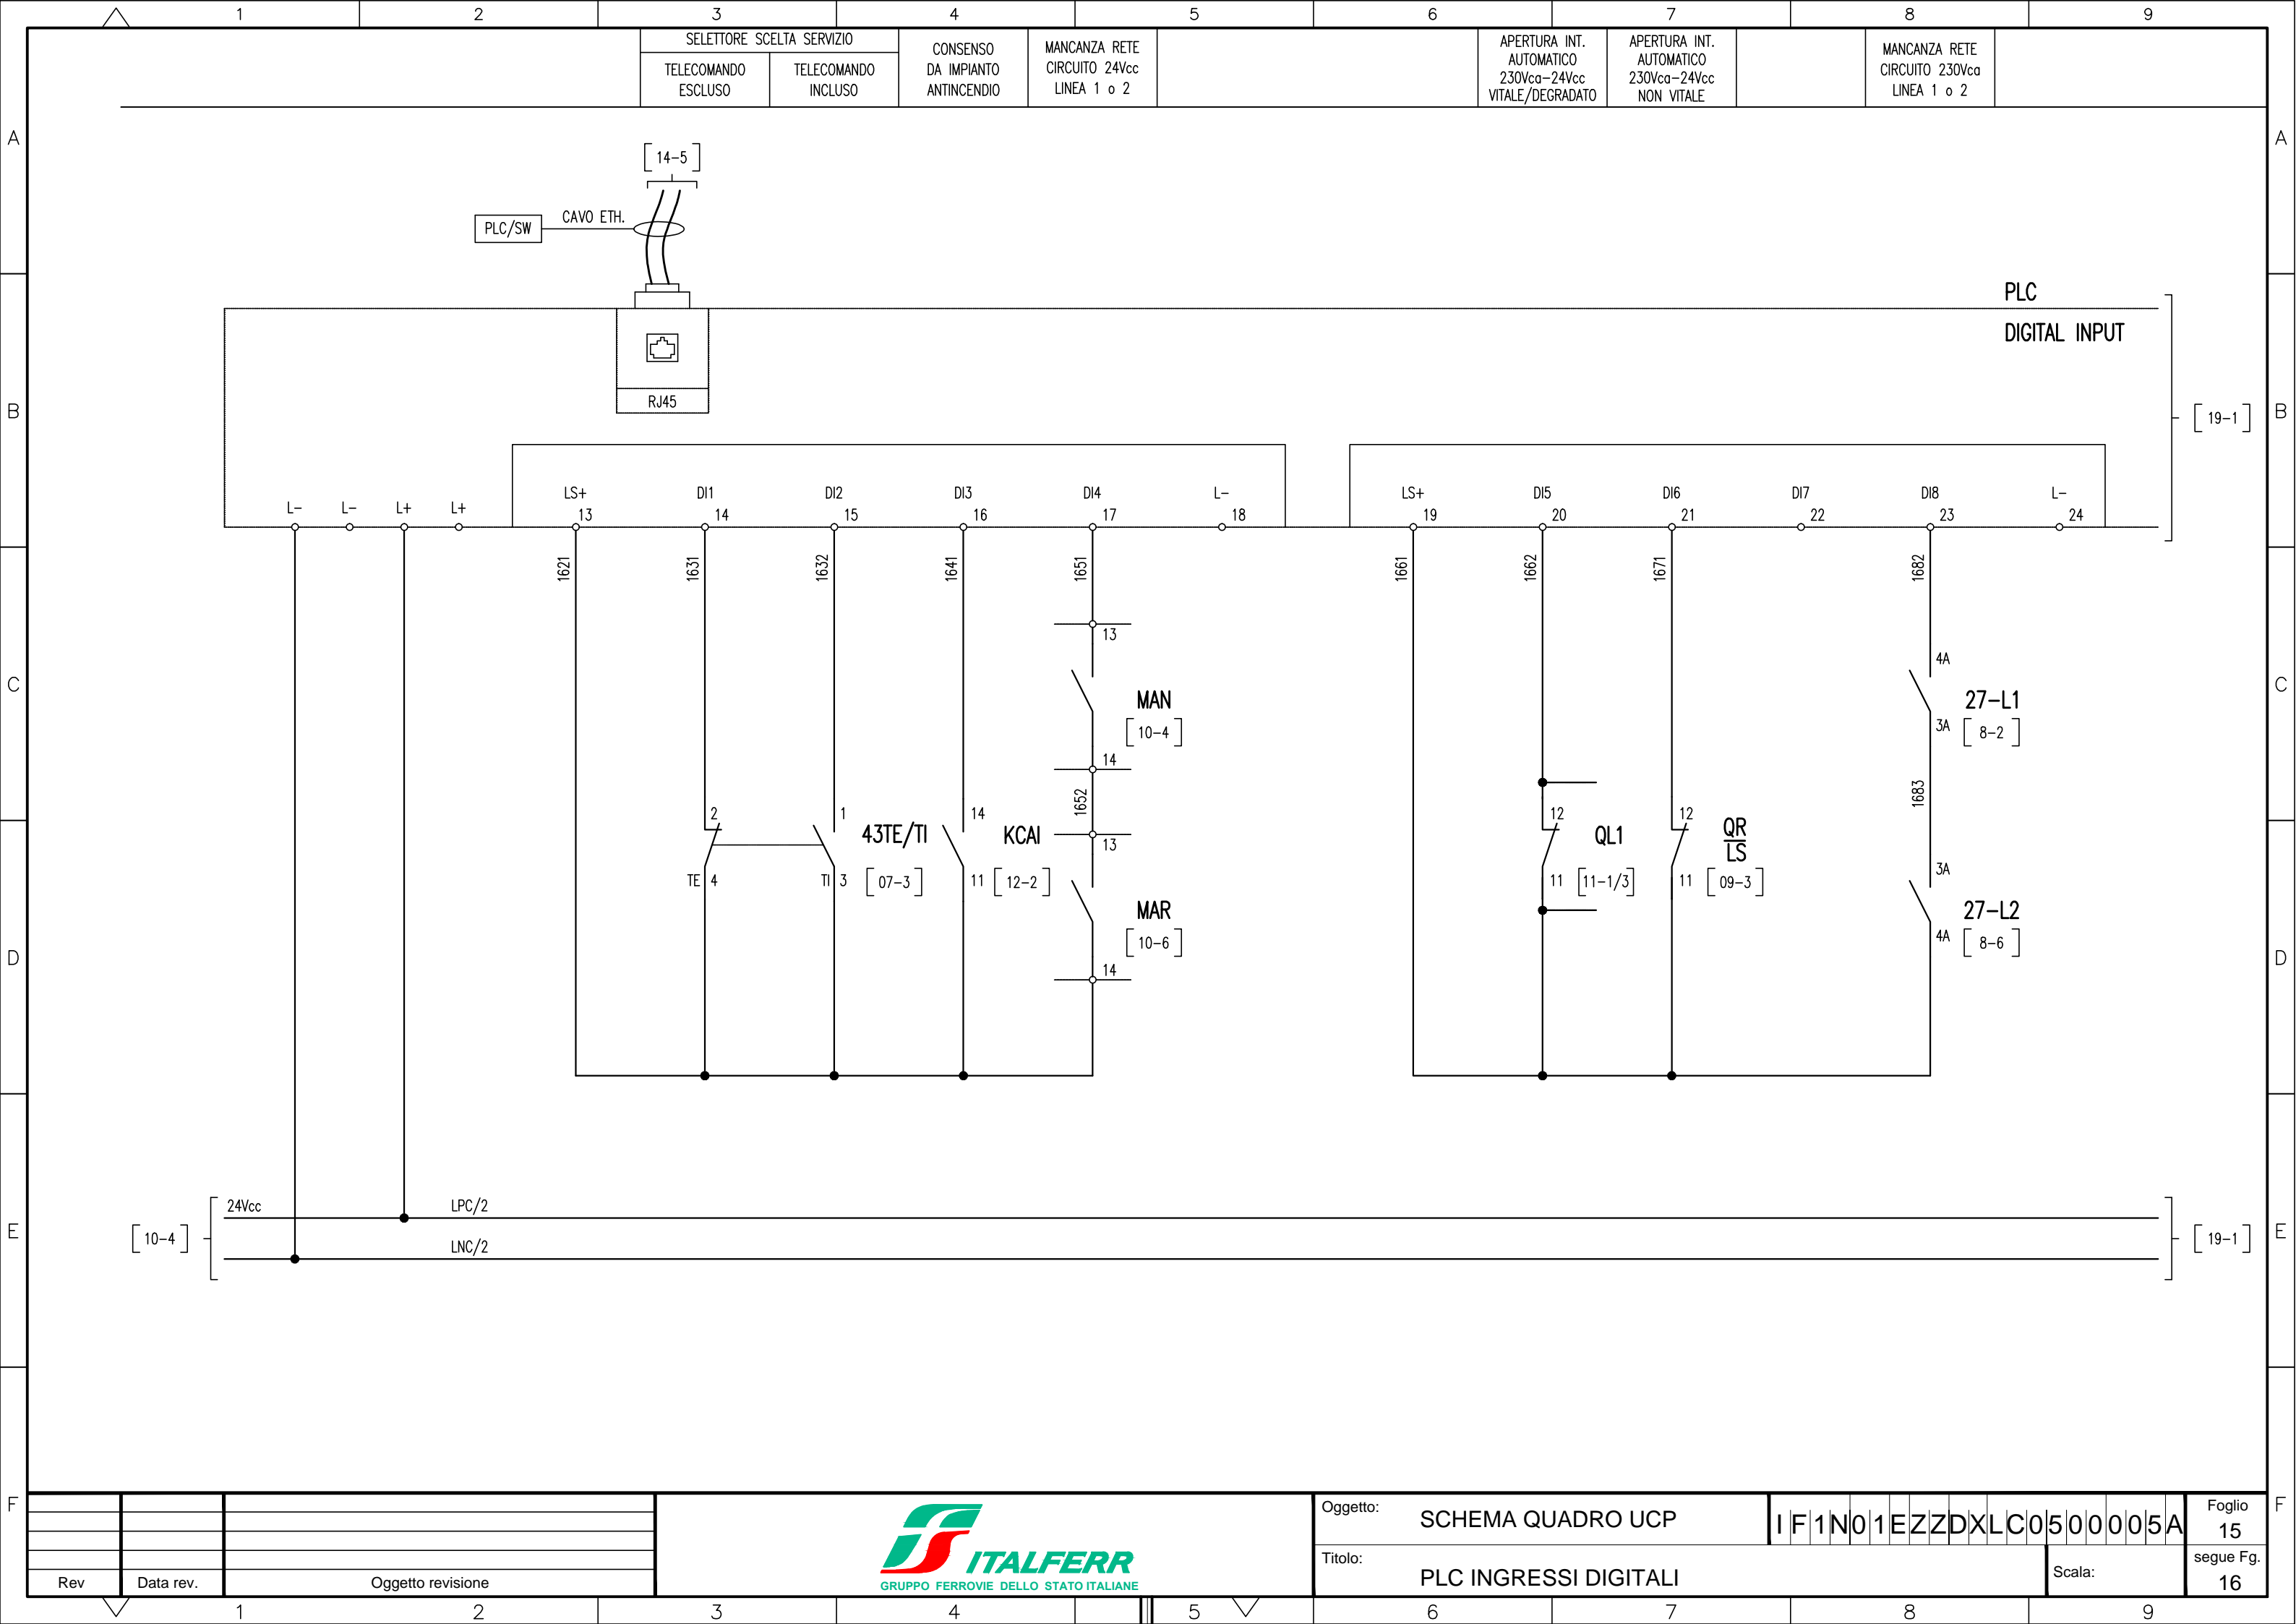 1 2 3 4 5 6 7 8 9
SELETTORE SCELTA SERVIZIO
TELECOMANDO
ESCLUSO
TELECOMANDO
INCLUSO
CONSENSO
DA IMPIANTO
ANTINCENDIO
MANCANZA RETE
CIRCUITO 24Vcc
LINEA 1 o 2
APERTURA INT.
AUTOMATICO
230Vca-24Vcc
VITALE/DEGRADATO
APERTURA INT.
AUTOMATICO
230Vca-24Vcc
NON VITALE
MANCANZA RETE
CIRCUITO 230Vca
LINEA 1 o 2
A A
14-5
PLC/SW
CAVO ETH.
PLC
DIGITAL INPUT
RJ45
B B
19-1
L- L- L+ L+
LS+ DI1 DI2 DI3 DI4 L-
13 14 15 16 17 18
LS+ DI5 DI6 DI7 DI8 L-
19 20 21 22 23 24
1621 1631 1632 1641 1651 1661 1662 1671 1682
13
C C
MAN
10-4
14
1652
13
4A
27-L1
3A
8-2
1683
2
TE 4
1
TI 3
43TE/TI
07-3
14
KCAI
11
12-2
MAR
10-6
14
12
QL1
11
11-1/3
12
QR
LS
11
09-3
3A
27-L2
4A
8-6
D D
24Vcc
LPC/2
LNC/2
10-4
19-1
E E
F F
Rev
Data rev.
Oggetto revisione
ITALFERR
GRUPPO FERROVIE DELLO STATO ITALIANE
Oggetto:
SCHEMA QUADRO UCP
Titolo:
PLC INGRESSI DIGITALI
IF1N01EZZDXLC0500005A
Scala:
Foglio
15
segue Fg.
16
1 2 3 4 5 6 7 8 9